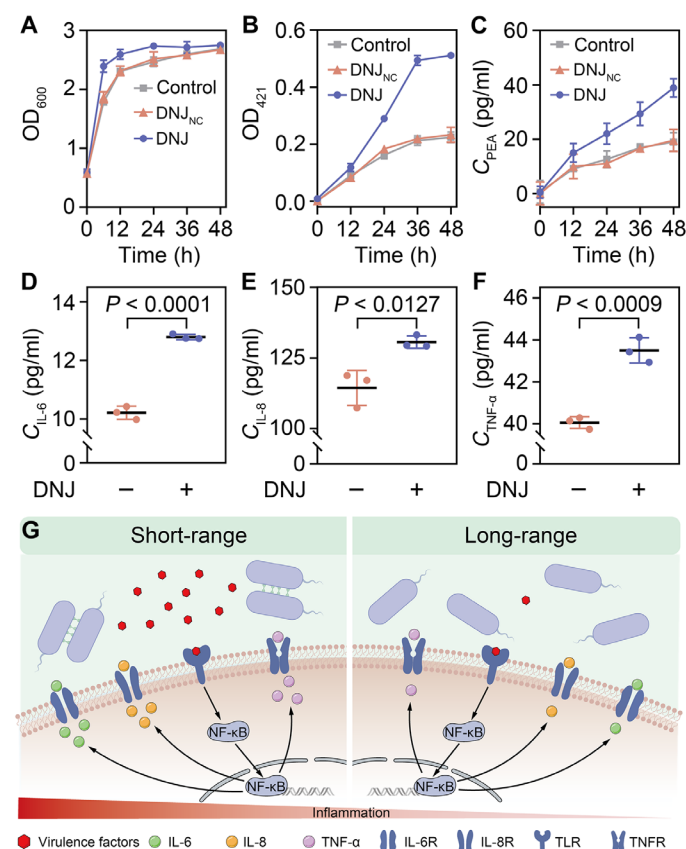 A
3
2
1
0
OD600
Control
DNJNC
DNJ
0 12 24 36 48
Time (h)
B
0.6
0.4
0.2
0.0
OD421
Control
DNJNC
DNJ
0 12 24 36 48
Time (h)
C
60
40
20
0
CPEA (pg/ml)
Control
DNJNC
DNJ
0 12 24 36 48
Time (h)
D
14
12
10
0
CIL-6 (pg/ml)
P < 0.0001
DNJ − +
E
150
125
100
0
CIL-8 (pg/ml)
P < 0.0127
DNJ − +
F
46
44
42
40
0
CTNF-α (pg/ml)
P < 0.0009
DNJ − +
G
Short-range
Long-range
NF-κB
NF-κB
NF-κB
NF-κB
Inflammation
Virulence factors IL-6 IL-8 TNF-α IL-6R IL-8R TLR TNFR